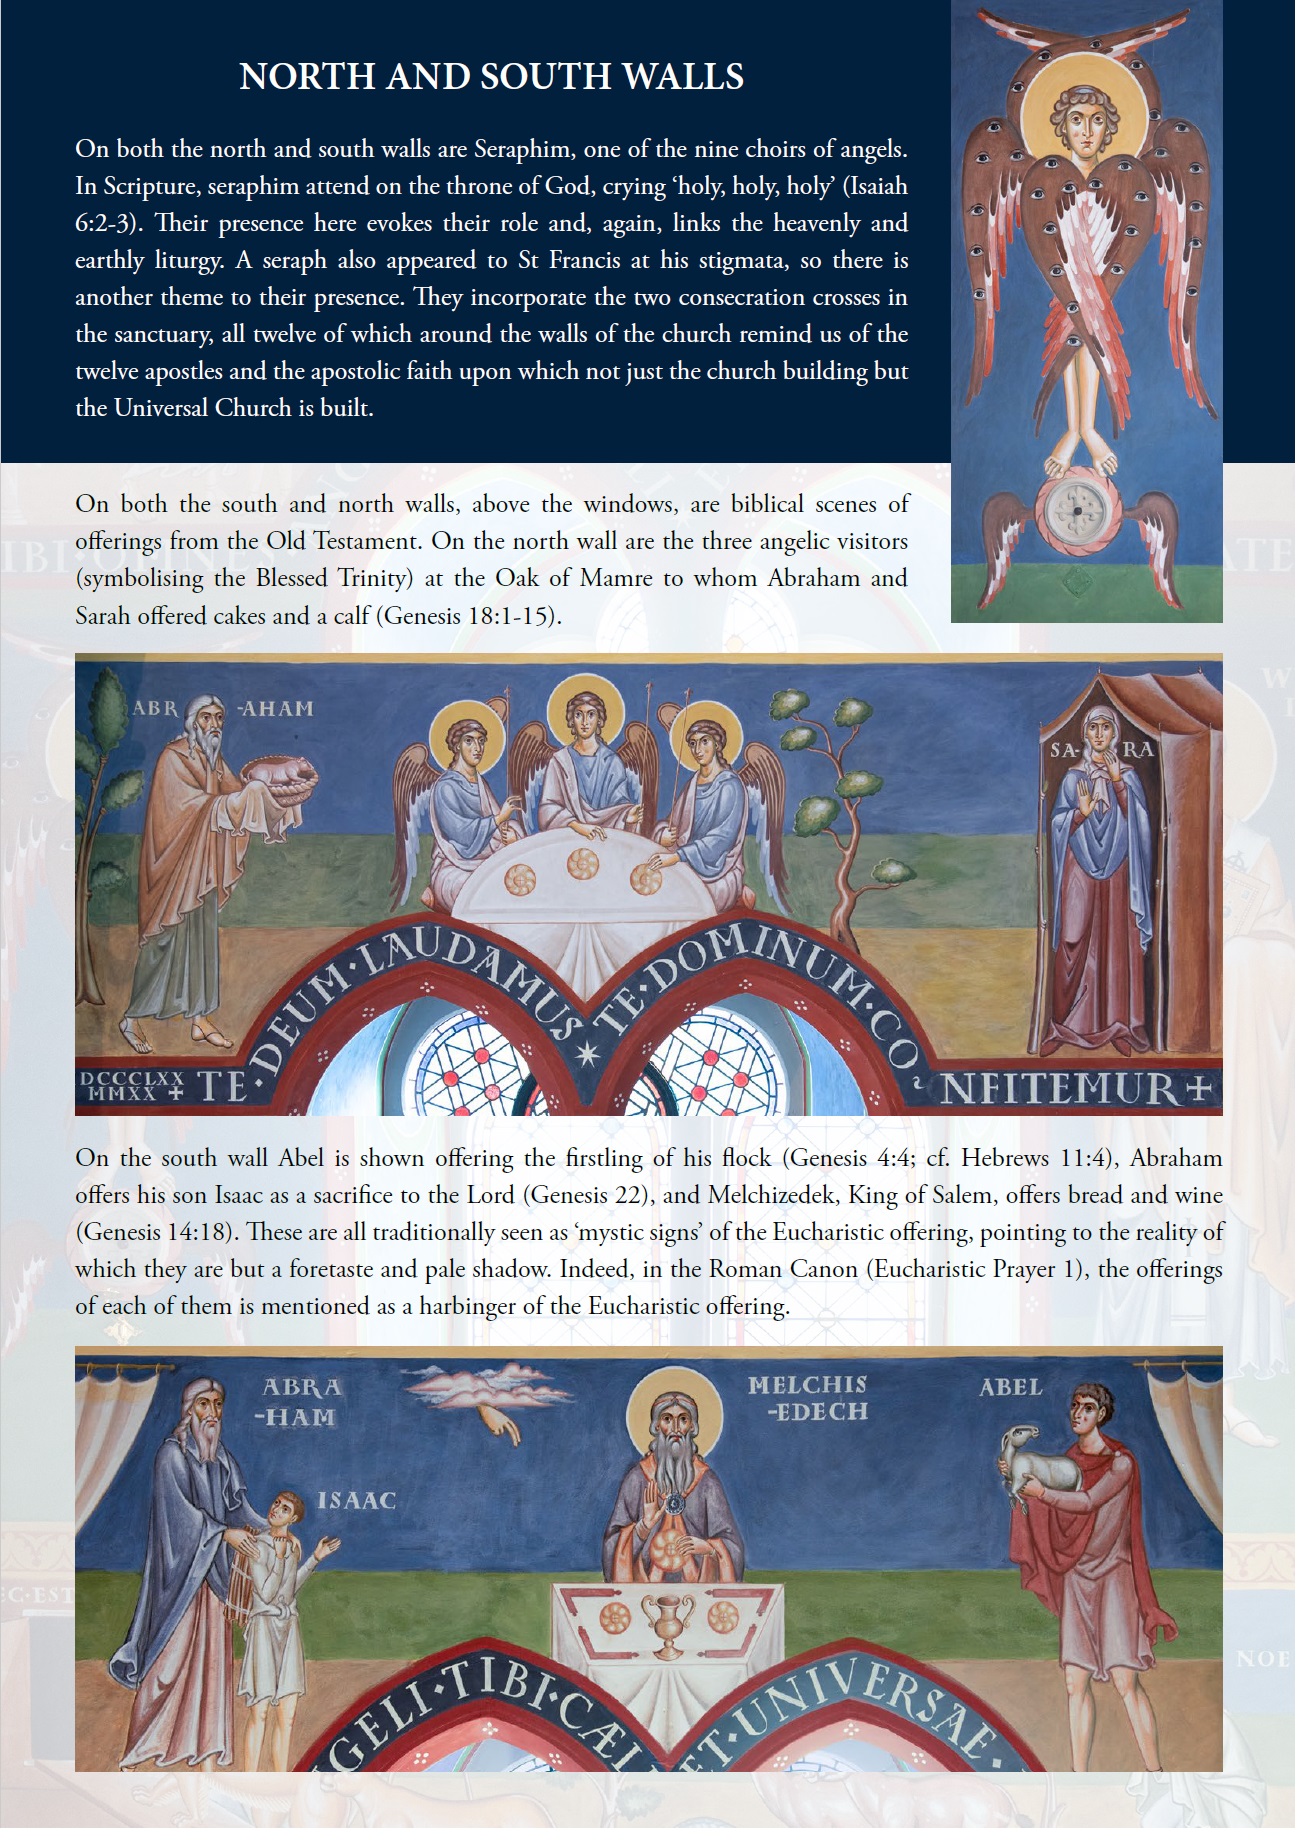 NORTH AND SOUTH WALLS
On both the north and south walls are Seraphim, one of the nine choirs of angels.
In Scripture, seraphim attend on the throne of God, crying ‘holy, holy, holy’ (Isaiah
6:2-3). Their presence here evokes their role and, again, links the heavenly and
earthly liturgy. A seraph also appeared to St Francis at his stigmata, so there is
another theme to their presence. They incorporate the two consecration crosses in
the sanctuary, all twelve of which around the walls of the church remind us of the
twelve apostles and the apostolic faith upon which not just the church building but
the Universal Church is built.
On both the south and north walls, above the windows, are biblical scenes of
offerings from the Old Testament. On the north wall are the three angelic visitors
(symbolising the Blessed Trinity) at the Oak of Mamre to whom Abraham and
Sarah offered cakes and a calf (Genesis 18:1-15).
ABR -AHAM
SA- RA
DCCCLXX
MMXX + TE · DEUM · LAUDAMUS TE · DOMINUM · CO NFITEMUR +
On the south wall Abel is shown offering the firstling of his flock (Genesis 4:4; cf. Hebrews 11:4), Abraham
offers his son Isaac as a sacrifice to the Lord (Genesis 22), and Melchizedek, King of Salem, offers bread and wine
(Genesis 14:18). These are all traditionally seen as ‘mystic signs’ of the Eucharistic offering, pointing to the reality of
which they are but a foretaste and pale shadow. Indeed, in the Roman Canon (Eucharistic Prayer 1), the offerings
of each of them is mentioned as a harbinger of the Eucharistic offering.
ABRA
-HAM
ISAAC
MELCHIS
-EDECH
ABEL
GELI · TIBI · CÆL
ET · UNIVERSAE ·
NOE